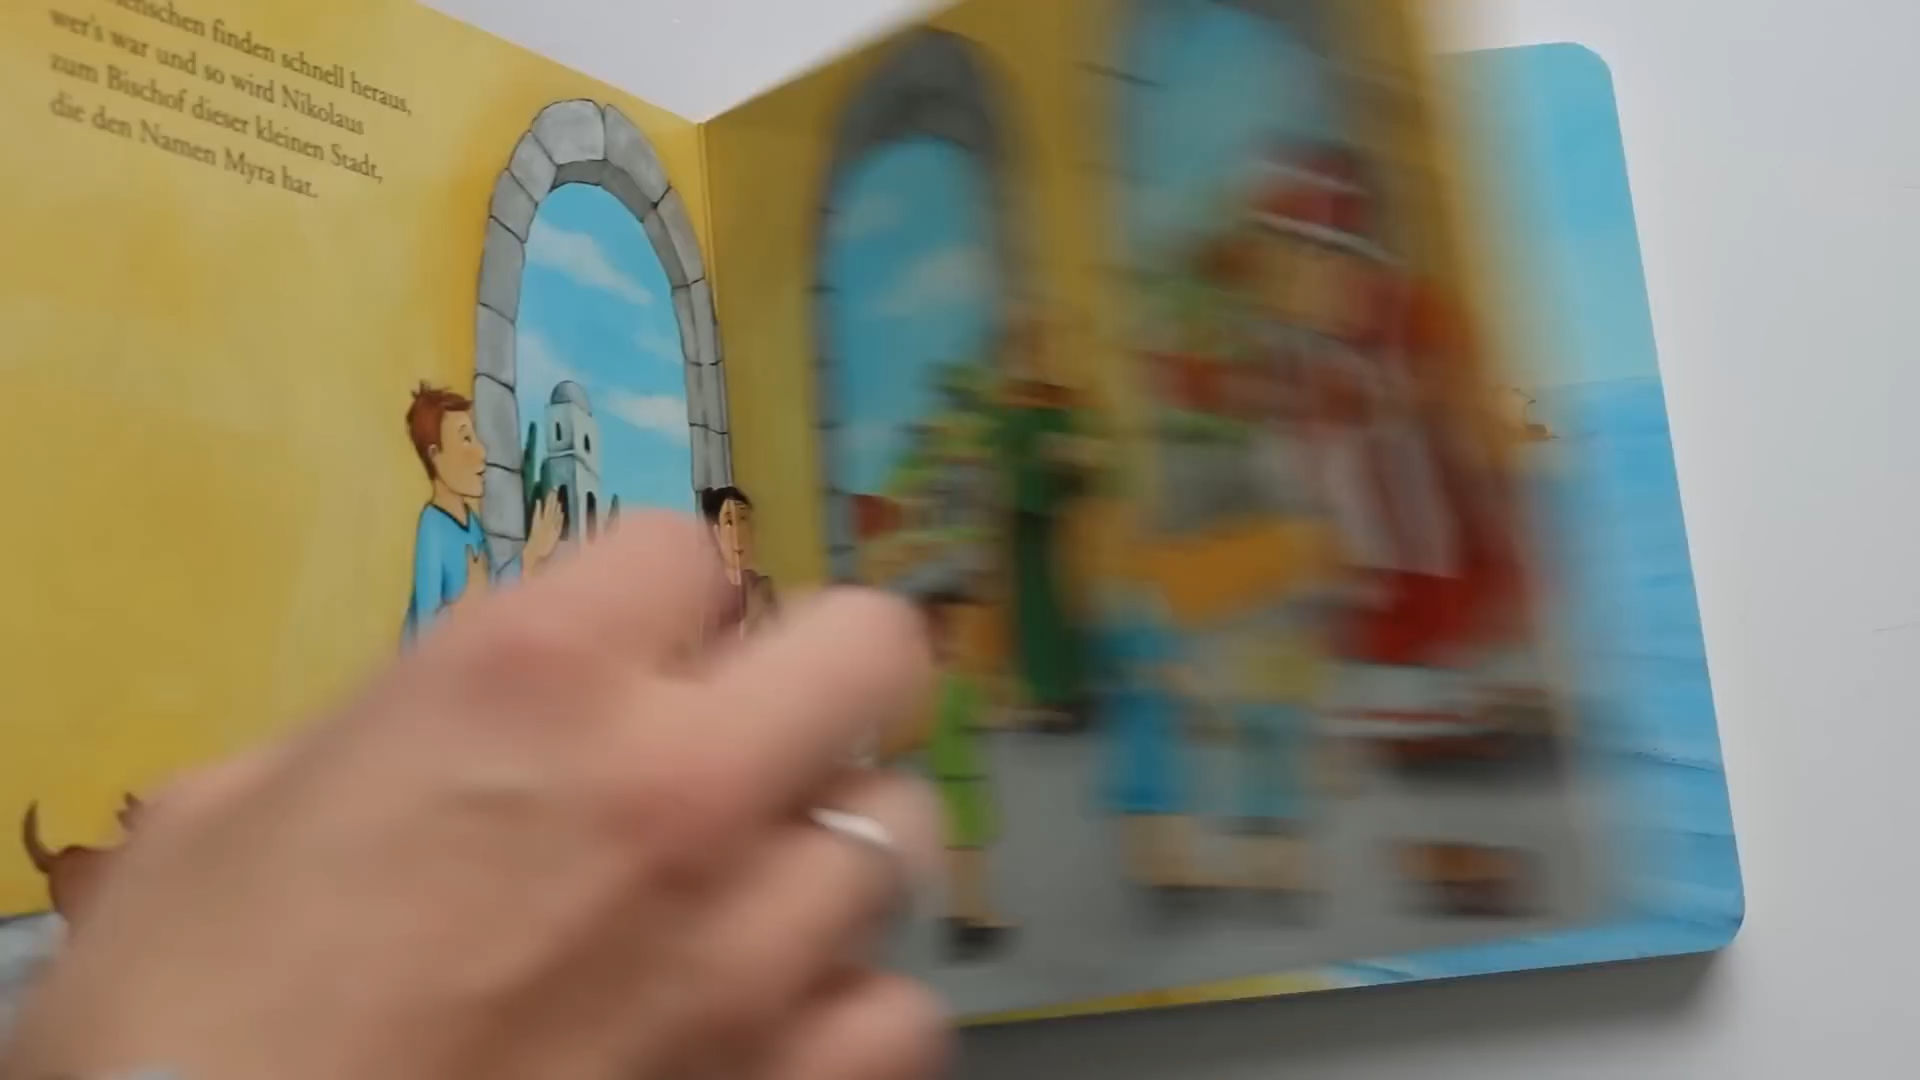 finden schnell heraus,
wer's war und so wird Nikolaus
zum Bischof dieser kleinen Stadt,
die den Namen Myra hat.